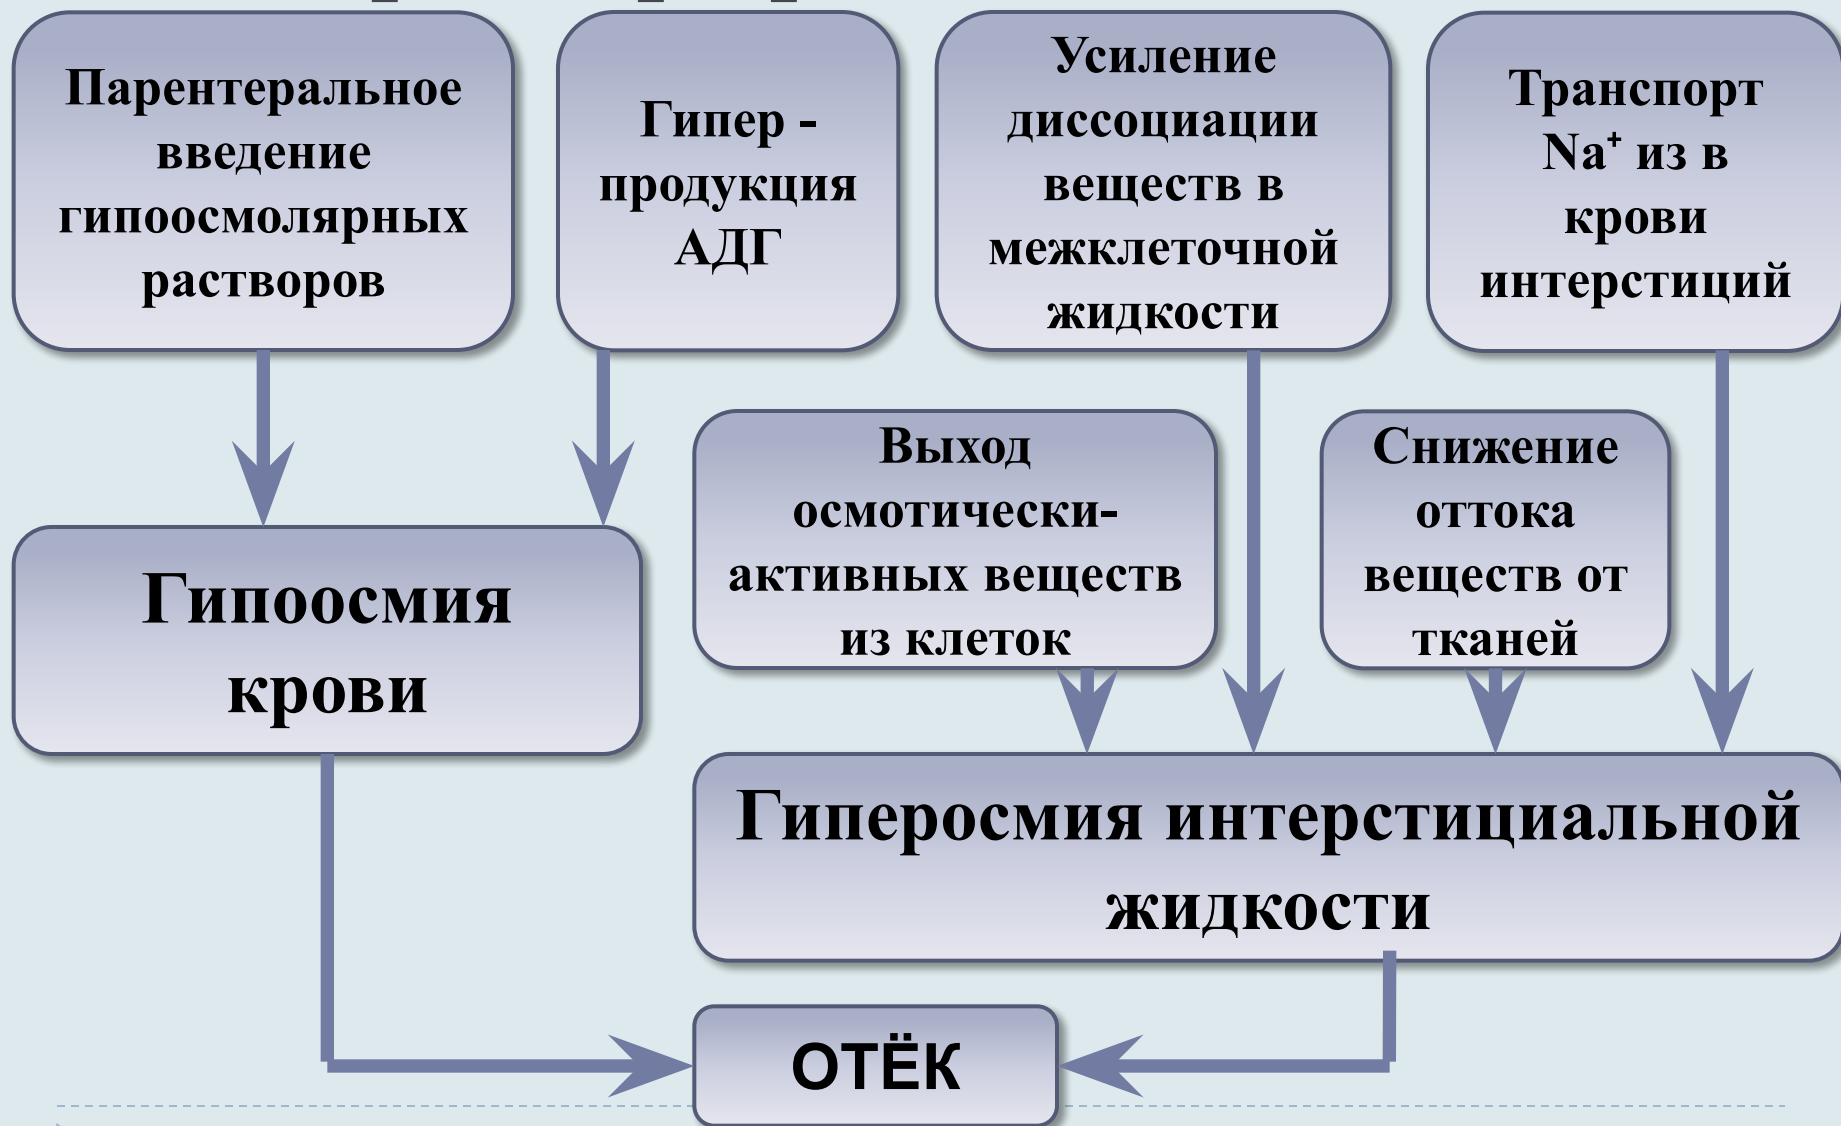 Парентеральное
введение
гипоосмолярных
растворов
Гипер -
продукция
АДГ
Усиление
диссоциации
веществ в
межклеточной
жидкости
Транспорт
Na⁺ из в
крови
интерстиций
Выход
осмотически-
активных веществ
из клеток
Снижение
оттока
веществ от
тканей
Гипоосмия
крови
Гиперосмия интерстициальной
жидкости
ОТЁК